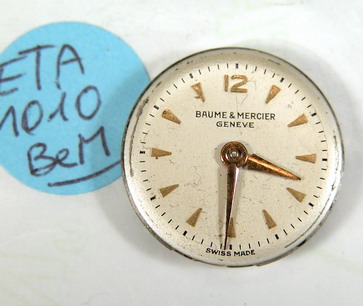 ETA
1010
BeM
12
BAUME & MERCIER
GENEVE
SWISS MADE